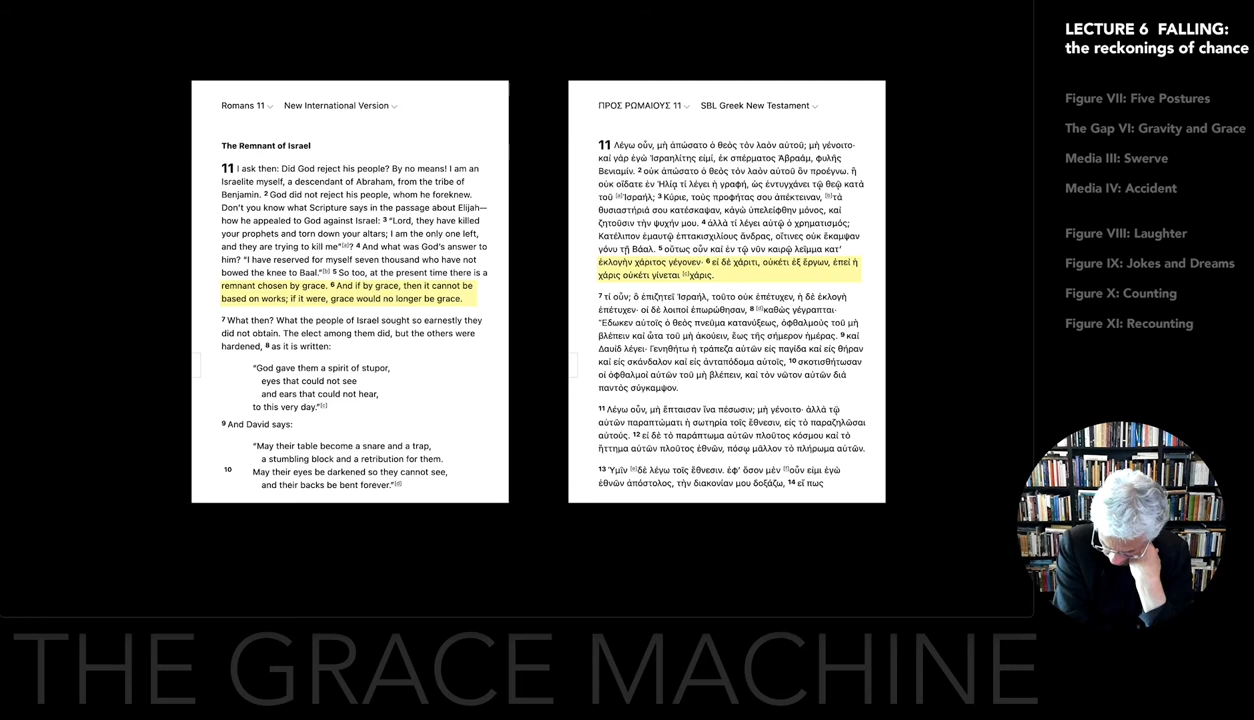 Romans 11 New International Version
The Remnant of Israel
11 I ask then: Did God reject his people? By no means! I am an
Israelite myself, a descendant of Abraham, from the tribe of
Benjamin. 2 God did not reject his people, whom he foreknew.
Don’t you know what Scripture says in the passage about Elijah—
how he appealed to God against Israel: 3 “Lord, they have killed
your prophets and torn down your altars; I am the only one left,
and they are trying to kill me”[a]? 4 And what was God’s answer to
him? “I have reserved for myself seven thousand who have not
bowed the knee to Baal.”[b] 5 So too, at the present time there is a
remnant chosen by grace. 6 And if by grace, then it cannot be
based on works; if it were, grace would no longer be grace.
7 What then? What the people of Israel sought so earnestly they
did not obtain. The elect among them did, but the others were
hardened, 8 as it is written:
“God gave them a spirit of stupor,
eyes that could not see
and ears that could not hear,
to this very day.”[c]
9 And David says:
“May their table become a snare and a trap,
a stumbling block and a retribution for them.
10 May their eyes be darkened so they cannot see,
and their backs be bent forever.”[d]
ΠΡΟΣ ΡΩΜΑΙΟΥΣ 11 SBL Greek New Testament
11 Λέγω οὖν, μὴ ἀπώσατο ὁ θεὸς τὸν λαὸν αὐτοῦ; μὴ γένοιτο·
καὶ γὰρ ἐγὼ Ἰσραηλίτης εἰμί, ἐκ σπέρματος Ἀβραάμ, φυλῆς
Βενιαμίν. 2 οὐκ ἀπώσατο ὁ θεὸς τὸν λαὸν αὐτοῦ ὃν προέγνω. ἢ
οὐκ οἴδατε ἐν Ἠλίᾳ τί λέγει ἡ γραφή, ὡς ἐντυγχάνει τῷ θεῷ κατὰ
τοῦ [a]Ἰσραήλ; 3 Κύριε, τοὺς προφήτας σου ἀπέκτειναν, [b]τὰ
θυσιαστήριά σου κατέσκαψαν, κἀγὼ ὑπελείφθην μόνος, καὶ
ζητοῦσιν τὴν ψυχήν μου. 4 ἀλλὰ τί λέγει αὐτῷ ὁ χρηματισμός;
Κατέλιπον ἐμαυτῷ ἑπτακισχιλίους ἄνδρας, οἵτινες οὐκ ἔκαμψαν
γόνυ τῇ Βάαλ. 5 οὕτως οὖν καὶ ἐν τῷ νῦν καιρῷ λεῖμμα κατ’
ἐκλογὴν χάριτος γέγονεν· 6 εἰ δὲ χάριτι, οὐκέτι ἐξ ἔργων, ἐπεὶ ἡ
χάρις οὐκέτι γίνεται [c]χάρις.
7 τί οὖν; ὃ ἐπιζητεῖ Ἰσραήλ, τοῦτο οὐκ ἐπέτυχεν, ἡ δὲ ἐκλογὴ
ἐπέτυχεν· οἱ δὲ λοιποὶ ἐπωρώθησαν, 8 [d]καθὼς γέγραπται·
Ἔδωκεν αὐτοῖς ὁ θεὸς πνεῦμα κατανύξεως, ὀφθαλμοὺς τοῦ μὴ
βλέπειν καὶ ὦτα τοῦ μὴ ἀκούειν, ἕως τῆς σήμερον ἡμέρας. 9 καὶ
Δαυὶδ λέγει· Γενηθήτω ἡ τράπεζα αὐτῶν εἰς παγίδα καὶ εἰς θήραν
καὶ εἰς σκάνδαλον καὶ εἰς ἀνταπόδομα αὐτοῖς, 10 σκοτισθήτωσαν
οἱ ὀφθαλμοὶ αὐτῶν τοῦ μὴ βλέπειν, καὶ τὸν νῶτον αὐτῶν διὰ
παντὸς σύγκαμψον.
11 Λέγω οὖν, μὴ ἔπταισαν ἵνα πέσωσιν; μὴ γένοιτο· ἀλλὰ τῷ
αὐτῶν παραπτώματι ἡ σωτηρία τοῖς ἔθνεσιν, εἰς τὸ παραζηλῶσαι
αὐτούς. 12 εἰ δὲ τὸ παράπτωμα αὐτῶν πλοῦτος κόσμου καὶ τὸ
ἥττημα αὐτῶν πλοῦτος ἐθνῶν, πόσῳ μᾶλλον τὸ πλήρωμα αὐτῶν.
13 Ὑμῖν [e]δὲ λέγω τοῖς ἔθνεσιν. ἐφ’ ὅσον μὲν [f]οὖν εἰμι ἐγὼ
ἐθνῶν ἀπόστολος, τὴν διακονίαν μου δοξάζω, 14 εἴ πως
LECTURE 6 FALLING:
the reckonings of chance
Figure VII: Five Postures
The Gap VI: Gravity and Grace
Media III: Swerve
Media IV: Accident
Figure VIII: Laughter
Figure IX: Jokes and Dreams
Figure X: Counting
Figure XI: Recounting
THE GRACE MACHINE